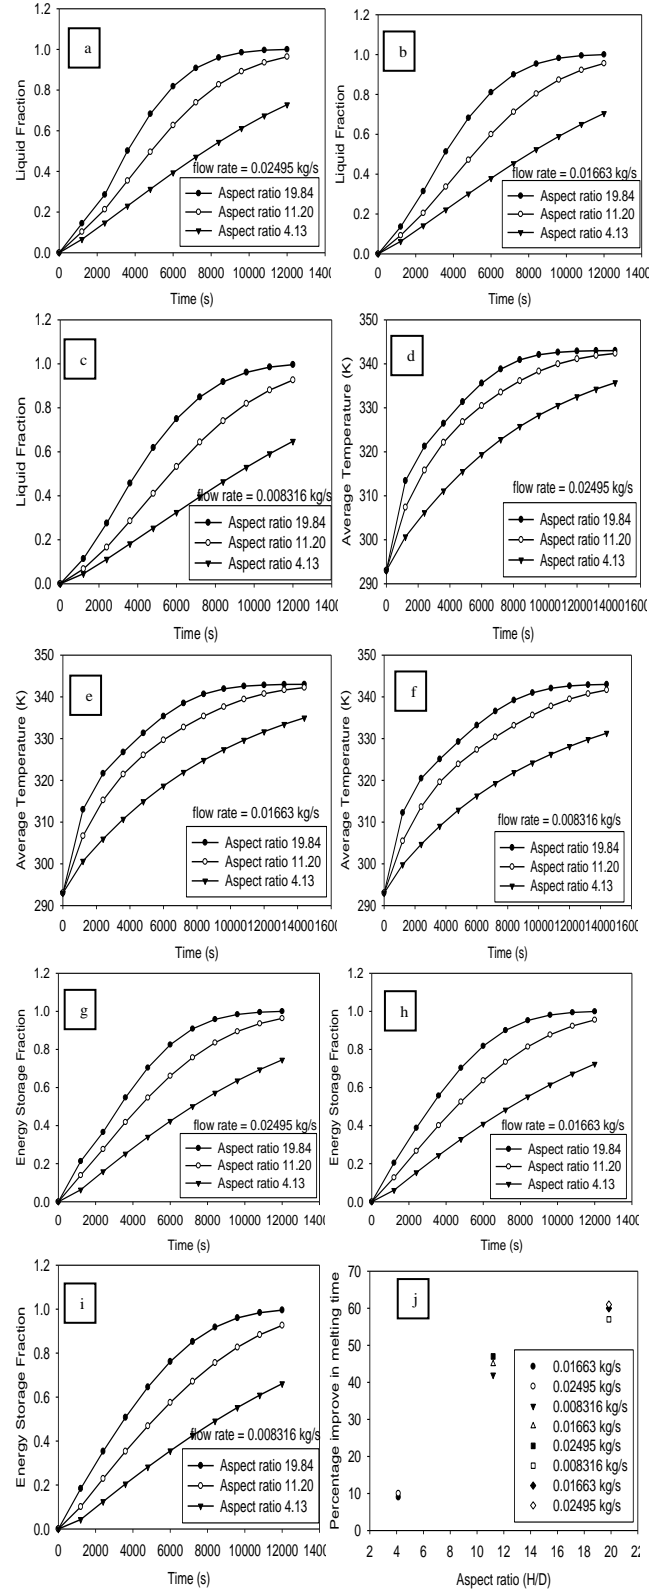 1.2
1.0
0.8
0.6
0.4
0.2
0.0
a
flow rate = 0.02495 kg/s
Aspect ratio 19.84
Aspect ratio 11.20
Aspect ratio 4.13
0 2000 4000 6000 8000 10000 12000 1400
Time (s)
Liquid Fraction
1.0
0.8
0.6
0.4
0.2
0.0
b
flow rate = 0.01663 kg/s
Aspect ratio 19.84
Aspect ratio 11.20
Aspect ratio 4.13
0 2000 4000 6000 8000 10000 12000 140
Time (s)
Liquid Fraction
1.2
1.0
0.8
0.6
0.4
0.2
0.0
c
flow rate = 0.008316 kg/s
Aspect ratio 19.84
Aspect ratio 11.20
Aspect ratio 4.13
0 2000 4000 6000 8000 10000 12000 140(
Time (s)
Liquid Fraction
350
340
330
320
310
300
290
d
flow rate = 0.02495 kg/s
Aspect ratio 19.84
Aspect ratio 11.20
Aspect ratio 4.13
0 2000 4000 6000 8000 10000 12000 14000 1600
Time (s)
Average Temperature (K)
350
340
330
320
310
300
290
e
flow rate = 0.01663 kg/s
Aspect ratio 19.84
Aspect ratio 11.20
Aspect ratio 4.13
0 2000 4000 6000 8000 10000 12000 14000 1600
Time (s)
Average Temperature (K)
350
340
330
320
310
300
290
f
flow rate = 0.008316 kg/s
Aspect ratio 19.84
Aspect ratio 11.20
Aspect ratio 4.13
0 2000 4000 6000 8000 10000 12000 14000 160
Time (s)
Average Temperature (K)
1.2
1.0
0.8
0.6
0.4
0.2
0.0
g
flow rate = 0.02495 kg/s
Aspect ratio 19.84
Aspect ratio 11.20
Aspect ratio 4.13
0 2000 4000 6000 8000 10000 12000 1400
Time (s)
Energy Storage Fraction
1.2
1.0
0.8
0.6
0.4
0.2
0.0
h
flow rate = 0.01663 kg/s
Aspect ratio 19.84
Aspect ratio 11.20
Aspect ratio 4.13
0 2000 4000 6000 8000 10000 12000 1400
Time (s)
Energy Storage Fraction
1.2
1.0
0.8
0.6
0.4
0.2
0.0
i
flow rate = 0.008316 kg/s
Aspect ratio 19.84
Aspect ratio 11.20
Aspect ratio 4.13
0 2000 4000 6000 8000 10000 12000 1400
Time (s)
Energy Storage Fraction
70
60
50
40
30
20
10
0
j
0.01663 kg/s
0.02495 kg/s
0.008316 kg/s
0.01663 kg/s
0.02495 kg/s
0.008316 kg/s
0.01663 kg/s
0.02495 kg/s
2 4 6 8 10 12 14 16 18 20 22
Aspect ratio (H/D)
Percentage improve in melting time